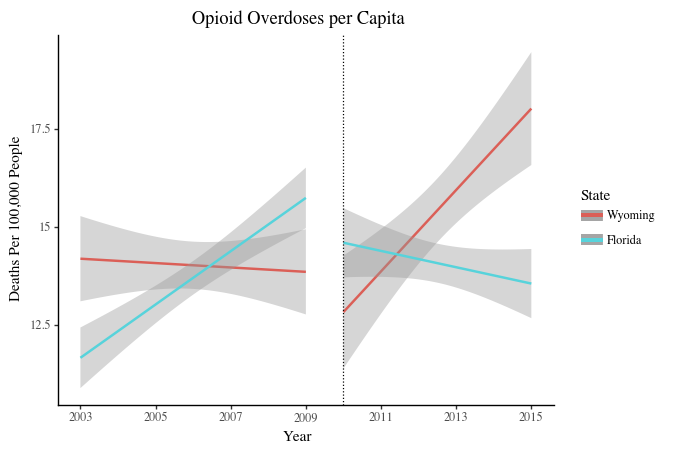 Opioid Overdoses per Capita
Deaths Per 100,000 People
17.5
15
12.5
2003 2005 2007 2009 2011 2013 2015
Year
State
Wyoming
Florida